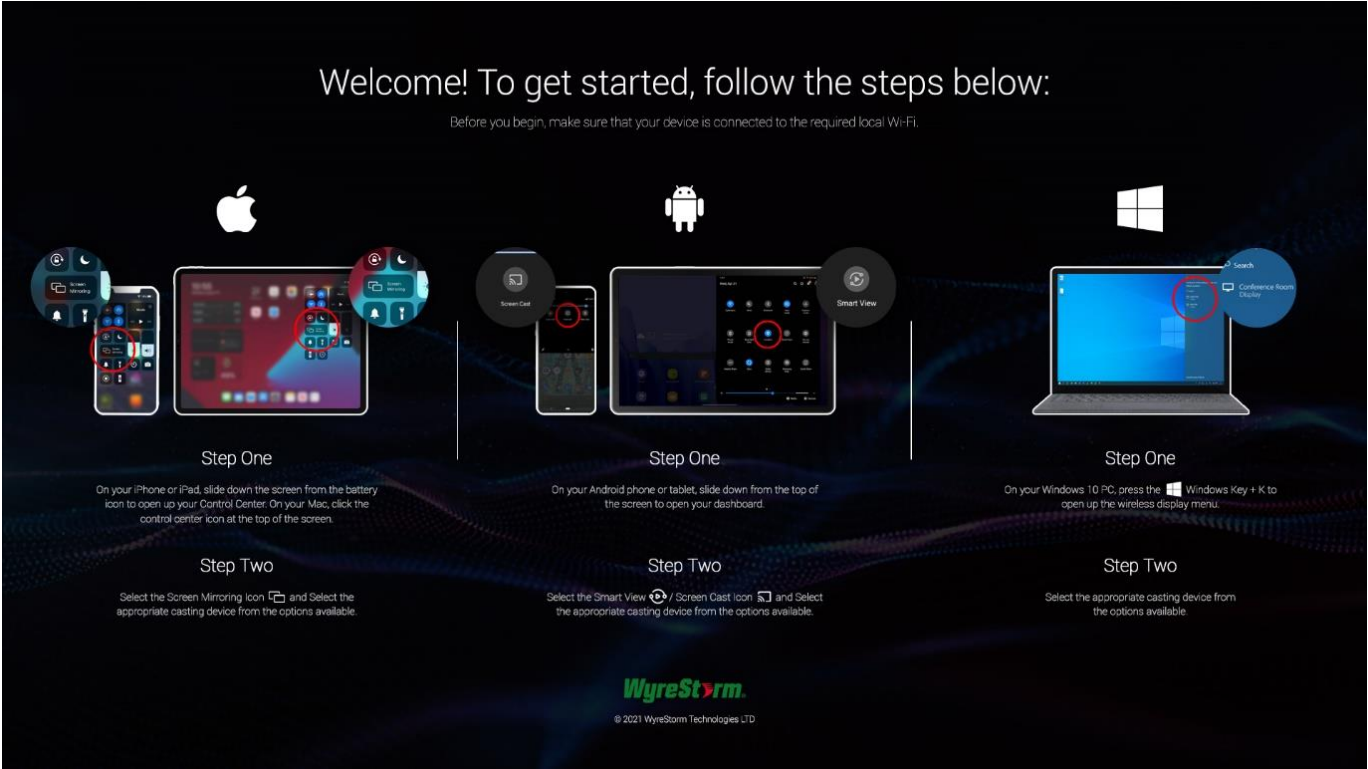 Welcome! To get started, follow the steps below:
Before you begin, make sure that your device is connected to the required local Wi-Fi.
Screen
Mirroring
Screen
Mirroring
Screen Cast
Smart View
Search
Conference Room
Display
Step One
On your iPhone or iPad, slide down the screen from the battery
icon to open up your Control Center. On your Mac, click the
control center icon at the top of the screen.
Step Two
Select the Screen Mirroring Icon and Select the
appropriate casting device from the options available.
Step One
On your Android phone or tablet, slide down from the top of
the screen to open your dashboard.
Step Two
Select the Smart View / Screen Cast Icon and Select
the appropriate casting device from the options available.
Step One
On your Windows 10 PC, press the Windows Key + K to
open up the wireless display menu.
Step Two
Select the appropriate casting device from
the options available.
WyreStorm.
© 2021 WyreStorm Technologies LTD